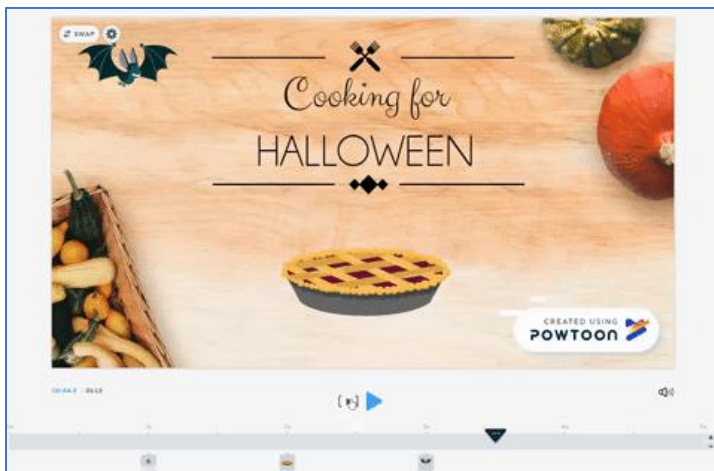 SWAP
Cooking for
HALLOWEEN
CREATED USING
POWTOON